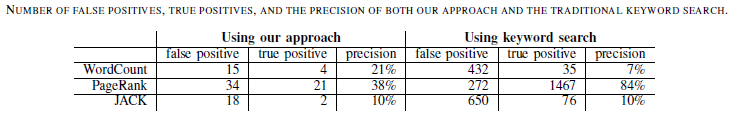 NUMBER OF FALSE POSITIVES, TRUE POSITIVES, AND THE PRECISION OF BOTH OUR APPROACH AND THE TRADITIONAL KEYWORD SEARCH.
Using our approach Using keyword search
false positive true positive precision false positive true positive precision
WordCount 15 4 21% 432 35 7%
PageRank 34 21 38% 272 1467 84%
JACK 18 2 10% 650 76 10%